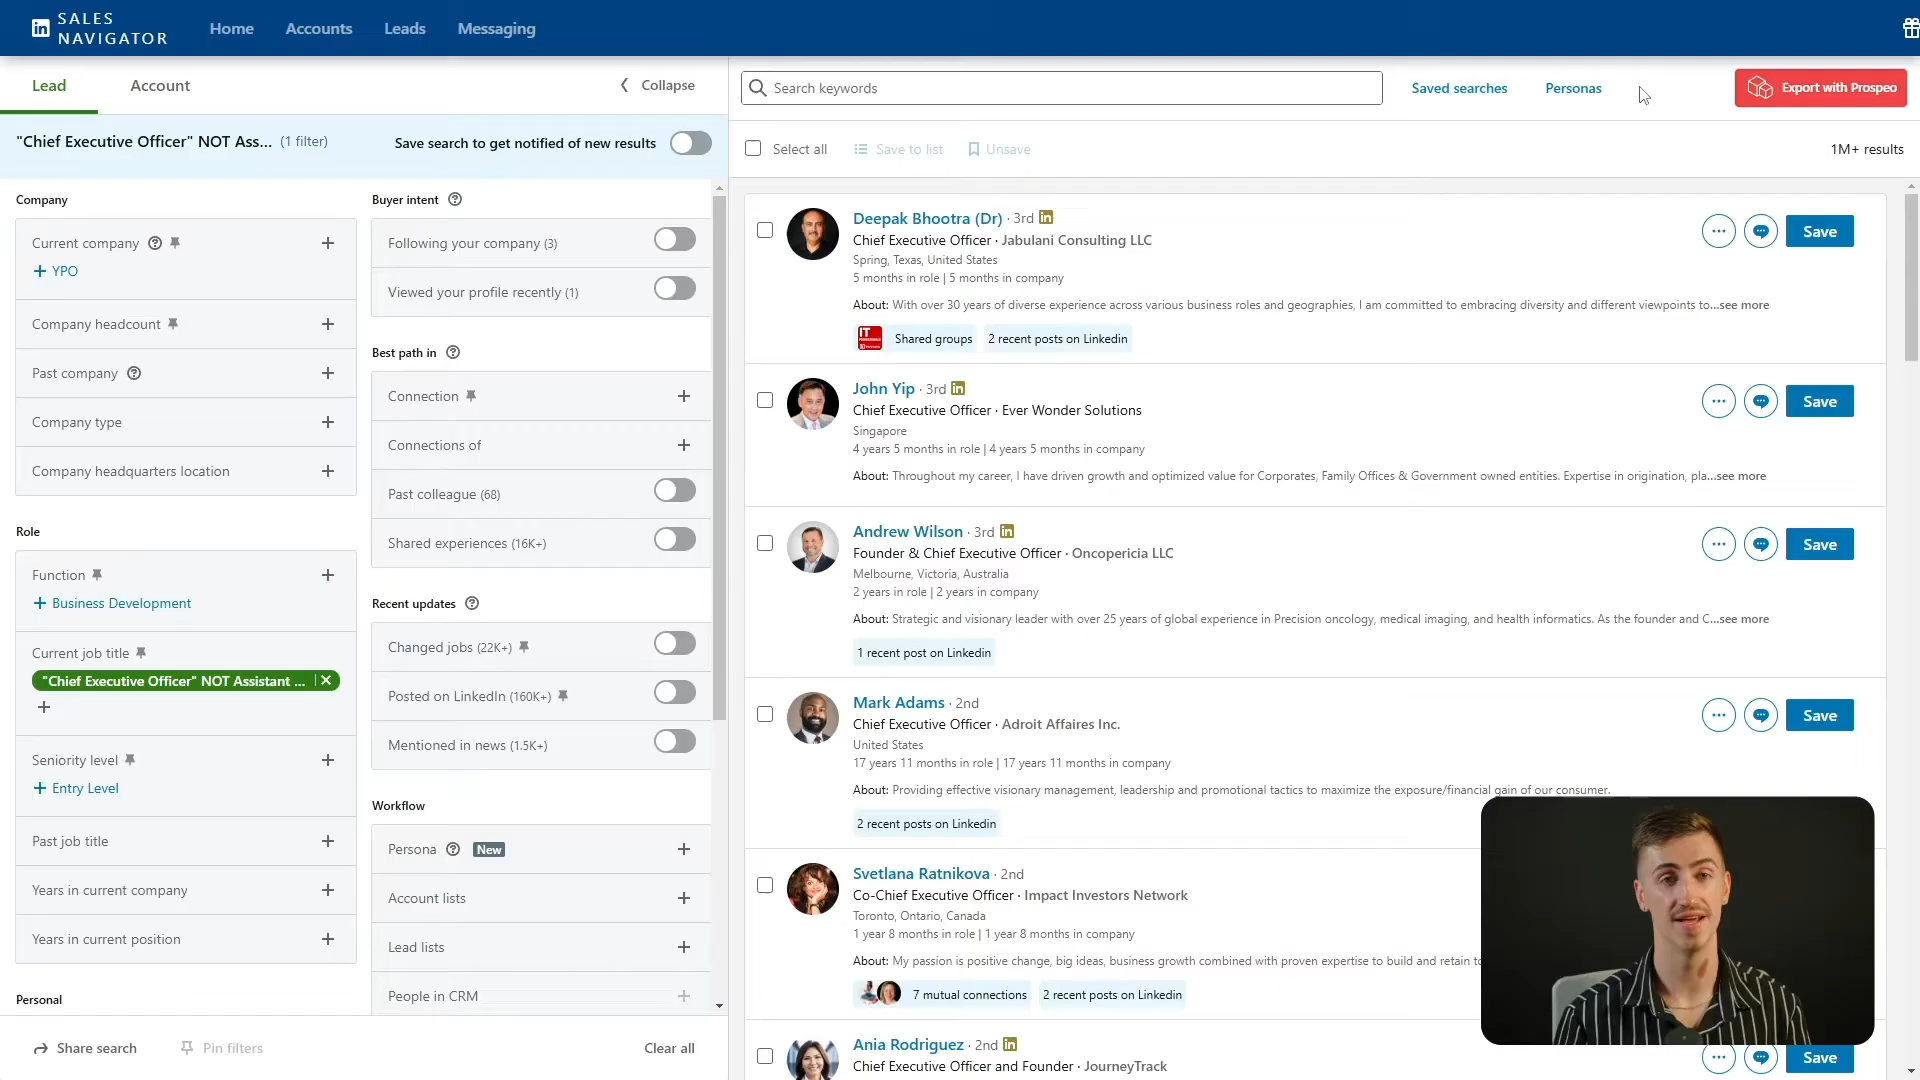 in SALES
NAVIGATOR
Home
Accounts
Leads
Messaging
Lead
Account
Collapse
"Chief Executive Officer" NOT Ass... (1 filter)
Save search to get notified of new results
Company
Current company
YPO
Company headcount
Past company
Company type
Company headquarters location
Role
Function
Business Development
Current job title
"Chief Executive Officer" NOT Assistant ...
Seniority level
Entry Level
Past job title
Years in current company
Years in current position
Personal
Buyer intent
Following your company (3)
Viewed your profile recently (1)
Best path in
Connection
Connections of
Past colleague (68)
Shared experiences (16K+)
Recent updates
Changed jobs (22K+)
Posted on LinkedIn (160K+)
Mentioned in news (1.5K+)
Workflow
Persona New
Account lists
Lead lists
People in CRM
Share search
Pin filters
Clear all
Search keywords
Saved searches
Personas
Export with Prospeo
Select all
Save to list
Unsave
1M+ results
Deepak Bhootra (Dr) · 3rd in
Chief Executive Officer · Jabulani Consulting LLC
Spring, Texas, United States
5 months in role | 5 months in company
About: With over 30 years of diverse experience across various business roles and geographies, I am committed to embracing diversity and different viewpoints to...see more
IT
Shared groups
2 recent posts on Linkedin
Save
John Yip · 3rd in
Chief Executive Officer · Ever Wonder Solutions
Singapore
4 years 5 months in role | 4 years 5 months in company
About: Throughout my career, I have driven growth and optimized value for Corporates, Family Offices & Government owned entities. Expertise in origination, pla...see more
Save
Andrew Wilson · 3rd in
Founder & Chief Executive Officer · Oncopericia LLC
Melbourne, Victoria, Australia
2 years in role | 2 years in company
About: Strategic and visionary leader with over 25 years of global experience in Precision oncology, medical imaging, and health informatics. As the founder and C...see more
1 recent post on Linkedin
Save
Mark Adams · 2nd
Chief Executive Officer · Adroit Affaires Inc.
United States
17 years 11 months in role | 17 years 11 months in company
About: Providing effective visionary management, leadership and promotional tactics to maximize the exposure/financial gain of our consumer.
2 recent posts on Linkedin
Save
Svetlana Ratnikova · 2nd
Co-Chief Executive Officer · Impact Investors Network
Toronto, Ontario, Canada
1 year 8 months in role | 1 year 8 months in company
About: My passion is positive change, big ideas, business growth combined with proven expertise to build and retain to
7 mutual connections
2 recent posts on Linkedin
Ania Rodriguez · 2nd in
Chief Executive Officer and Founder · JourneyTrack
Save